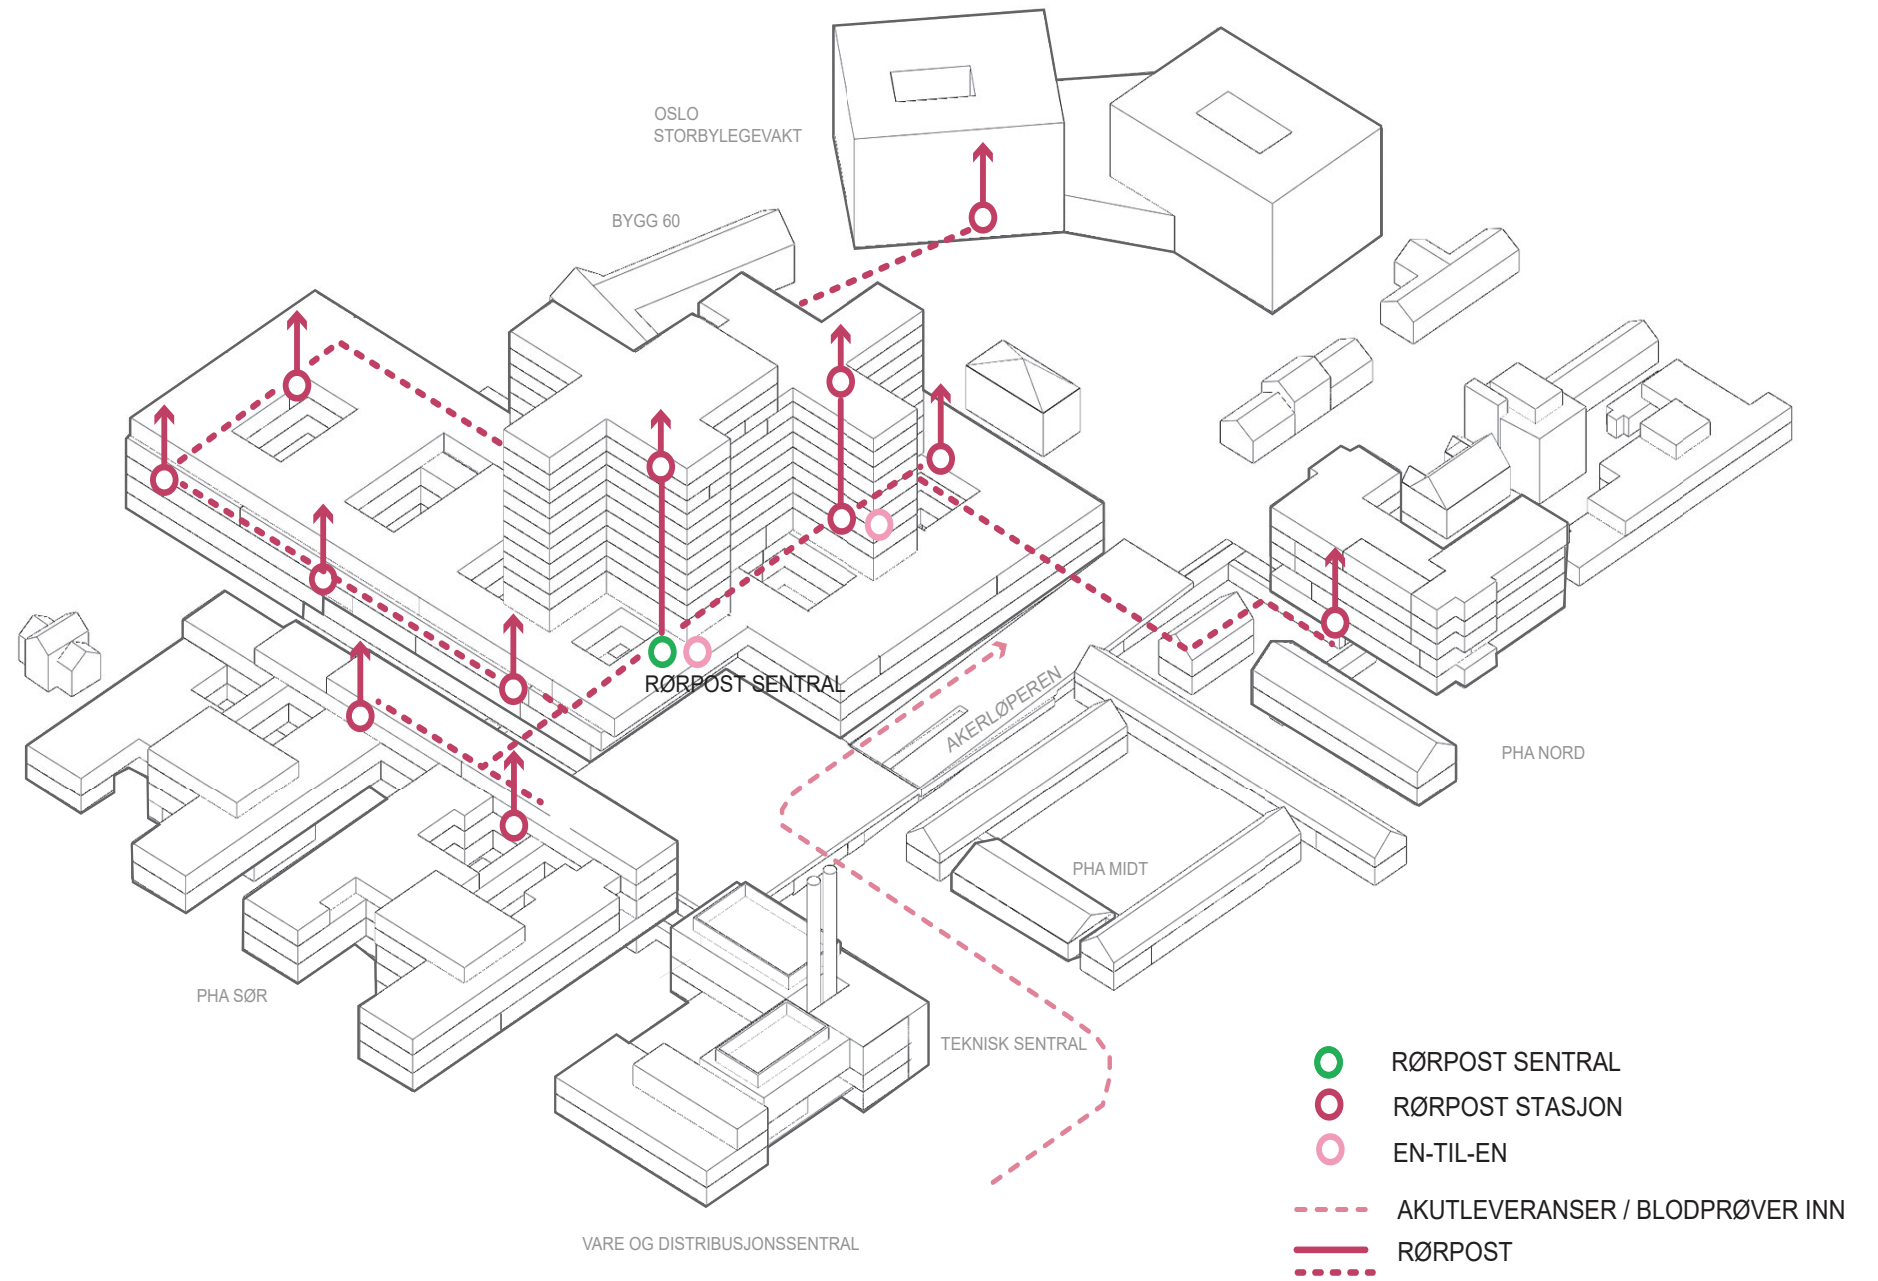 OSLO
STORBYLEGEVAKT
BYGG 60
RØRPOST SENTRAL
AKERLØPEREN
PHA NORD
PHA MIDT
PHA SØR
TEKNISK SENTRAL
VARE OG DISTRIBUSJONSSENTRAL
RØRPOST SENTRAL
RØRPOST STASJON
EN-TIL-EN
AKUTLEVERANSER / BLODPRØVER INN
RØRPOST